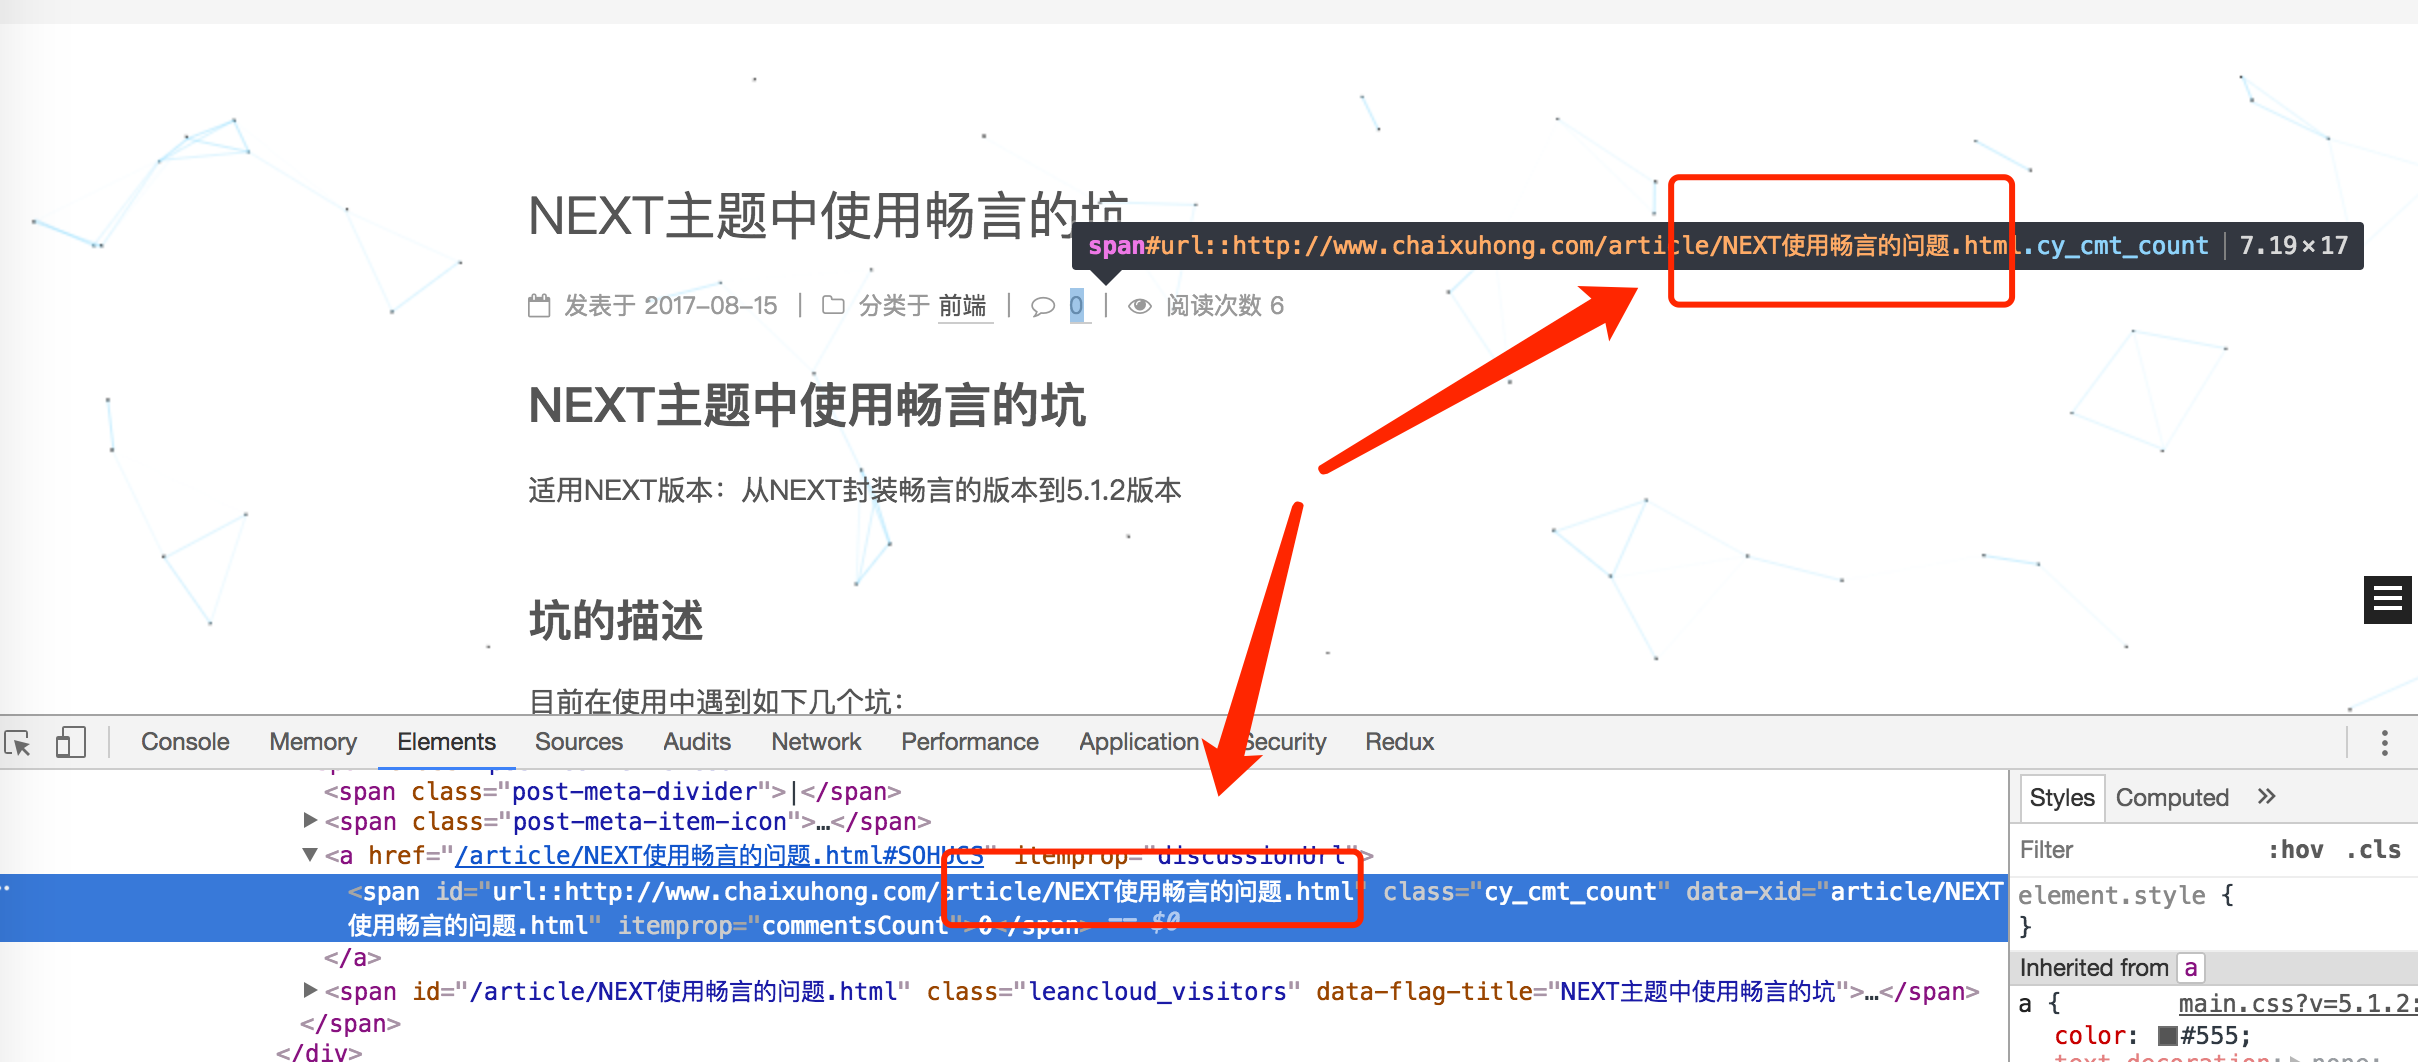 NEXT主题中使用畅言的坑
span#url::http://www.chaixuhong.com/article/NEXT使用畅言的问题.html.cy_cmt_count | 7.19×17
发表于 2017-08-15 | 分类于 前端 | 0 | 阅读次数 6
NEXT主题中使用畅言的坑
适用NEXT版本：从NEXT封装畅言的版本到5.1.2版本
坑的描述
目前在使用中遇到如下几个坑：
Console Memory Elements Sources Audits Network Performance Application Security Redux
<span class="post-meta-divider">|</span>
<span class="post-meta-item-icon">…</span>
<a href="/article/NEXT使用畅言的问题.html#SOHUCS" itemprop="discussionUrl">
<span id="url::http://www.chaixuhong.com/article/NEXT使用畅言的问题.html" class="cy_cmt_count" data-xid="article/NEXT
使用畅言的问题.html" itemprop="commentsCount">0</span> == $0
</a>
<span id="/article/NEXT使用畅言的问题.html" class="leancloud_visitors" data-flag-title="NEXT主题中使用畅言的坑">…</span>
</span>
</div>
Styles Computed »
Filter :hov .cls
element.style {
}
Inherited from a
a { main.css?v=5.1.2:
color: #555;
text-decoration: none;